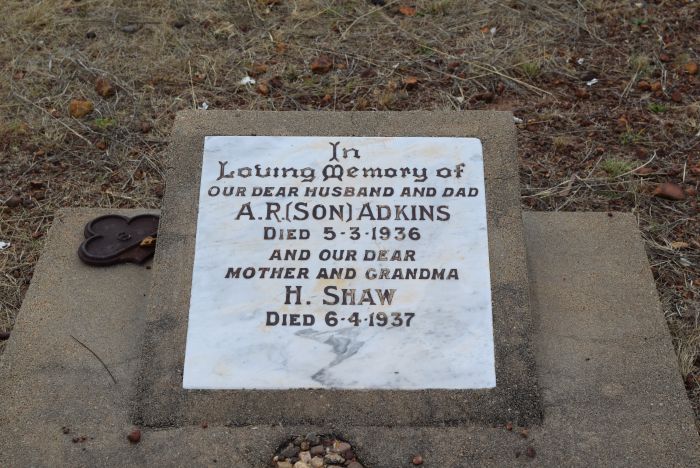 In
Loving Memory of
OUR DEAR HUSBAND AND DAD
A.R.(SON) ADKINS
DIED 5-3-1936
AND OUR DEAR
MOTHER AND GRANDMA
H. SHAW
DIED 6-4-1937